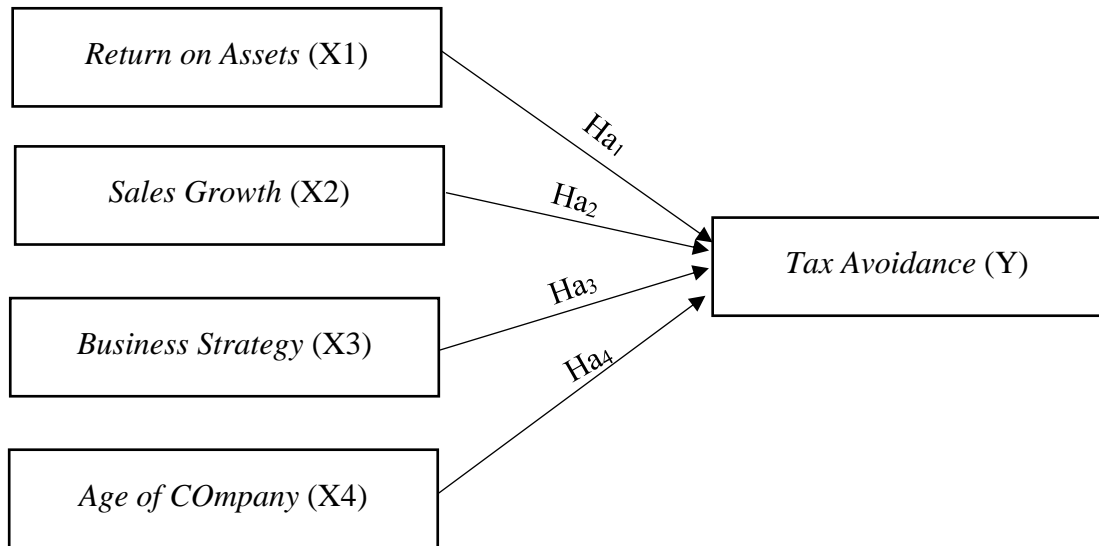 Return on Assets (X1)
Ha₁
Sales Growth (X2)
Ha₂
Tax Avoidance (Y)
Ha₃
Business Strategy (X3)
Ha₄
Age of COmpany (X4)